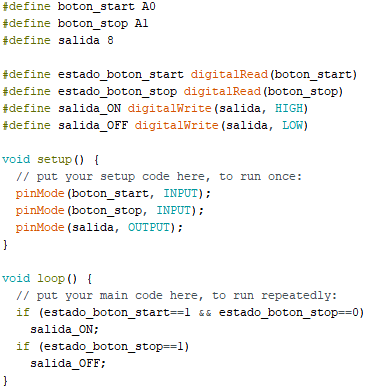 #define boton_start A0
#define boton_stop A1
#define salida 8
#define estado_boton_start digitalRead(boton_start)
#define estado_boton_stop digitalRead(boton_stop)
#define salida_ON digitalWrite(salida, HIGH)
#define salida_OFF digitalWrite(salida, LOW)
void setup() {
// put your setup code here, to run once:
pinMode(boton_start, INPUT);
pinMode(boton_stop, INPUT);
pinMode(salida, OUTPUT);
}
void loop() {
// put your main code here, to run repeatedly:
if (estado_boton_start==1 && estado_boton_stop==0)
salida_ON;
if (estado_boton_stop==1)
salida_OFF;
}